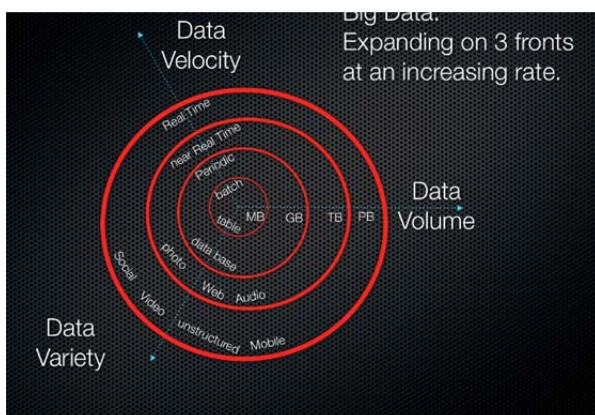 Big Data:
Expanding on 3 fronts
at an increasing rate.
Data
Velocity
Real Time
near Real Time
Periodic
batch
table
MB
GB
TB
PB
Data
Volume
data base
photo
Web
Audio
Social
Video
unstructured
Mobile
Data
Variety